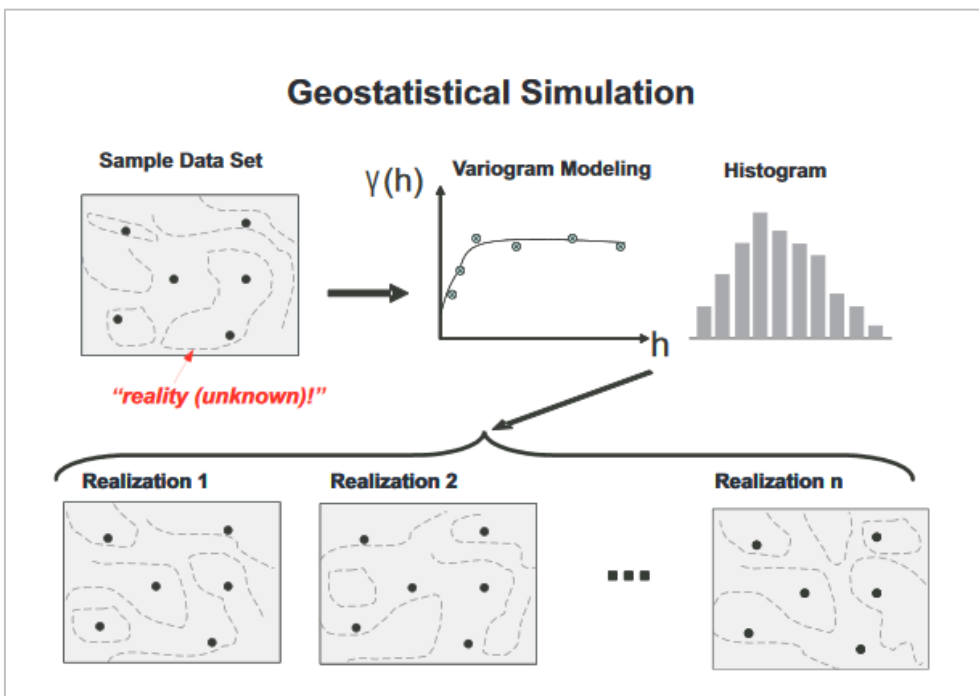 Geostatistical Simulation
Sample Data Set
γ(h)
Variogram Modeling
Histogram
h
“reality (unknown)!”
Realization 1
Realization 2
Realization n